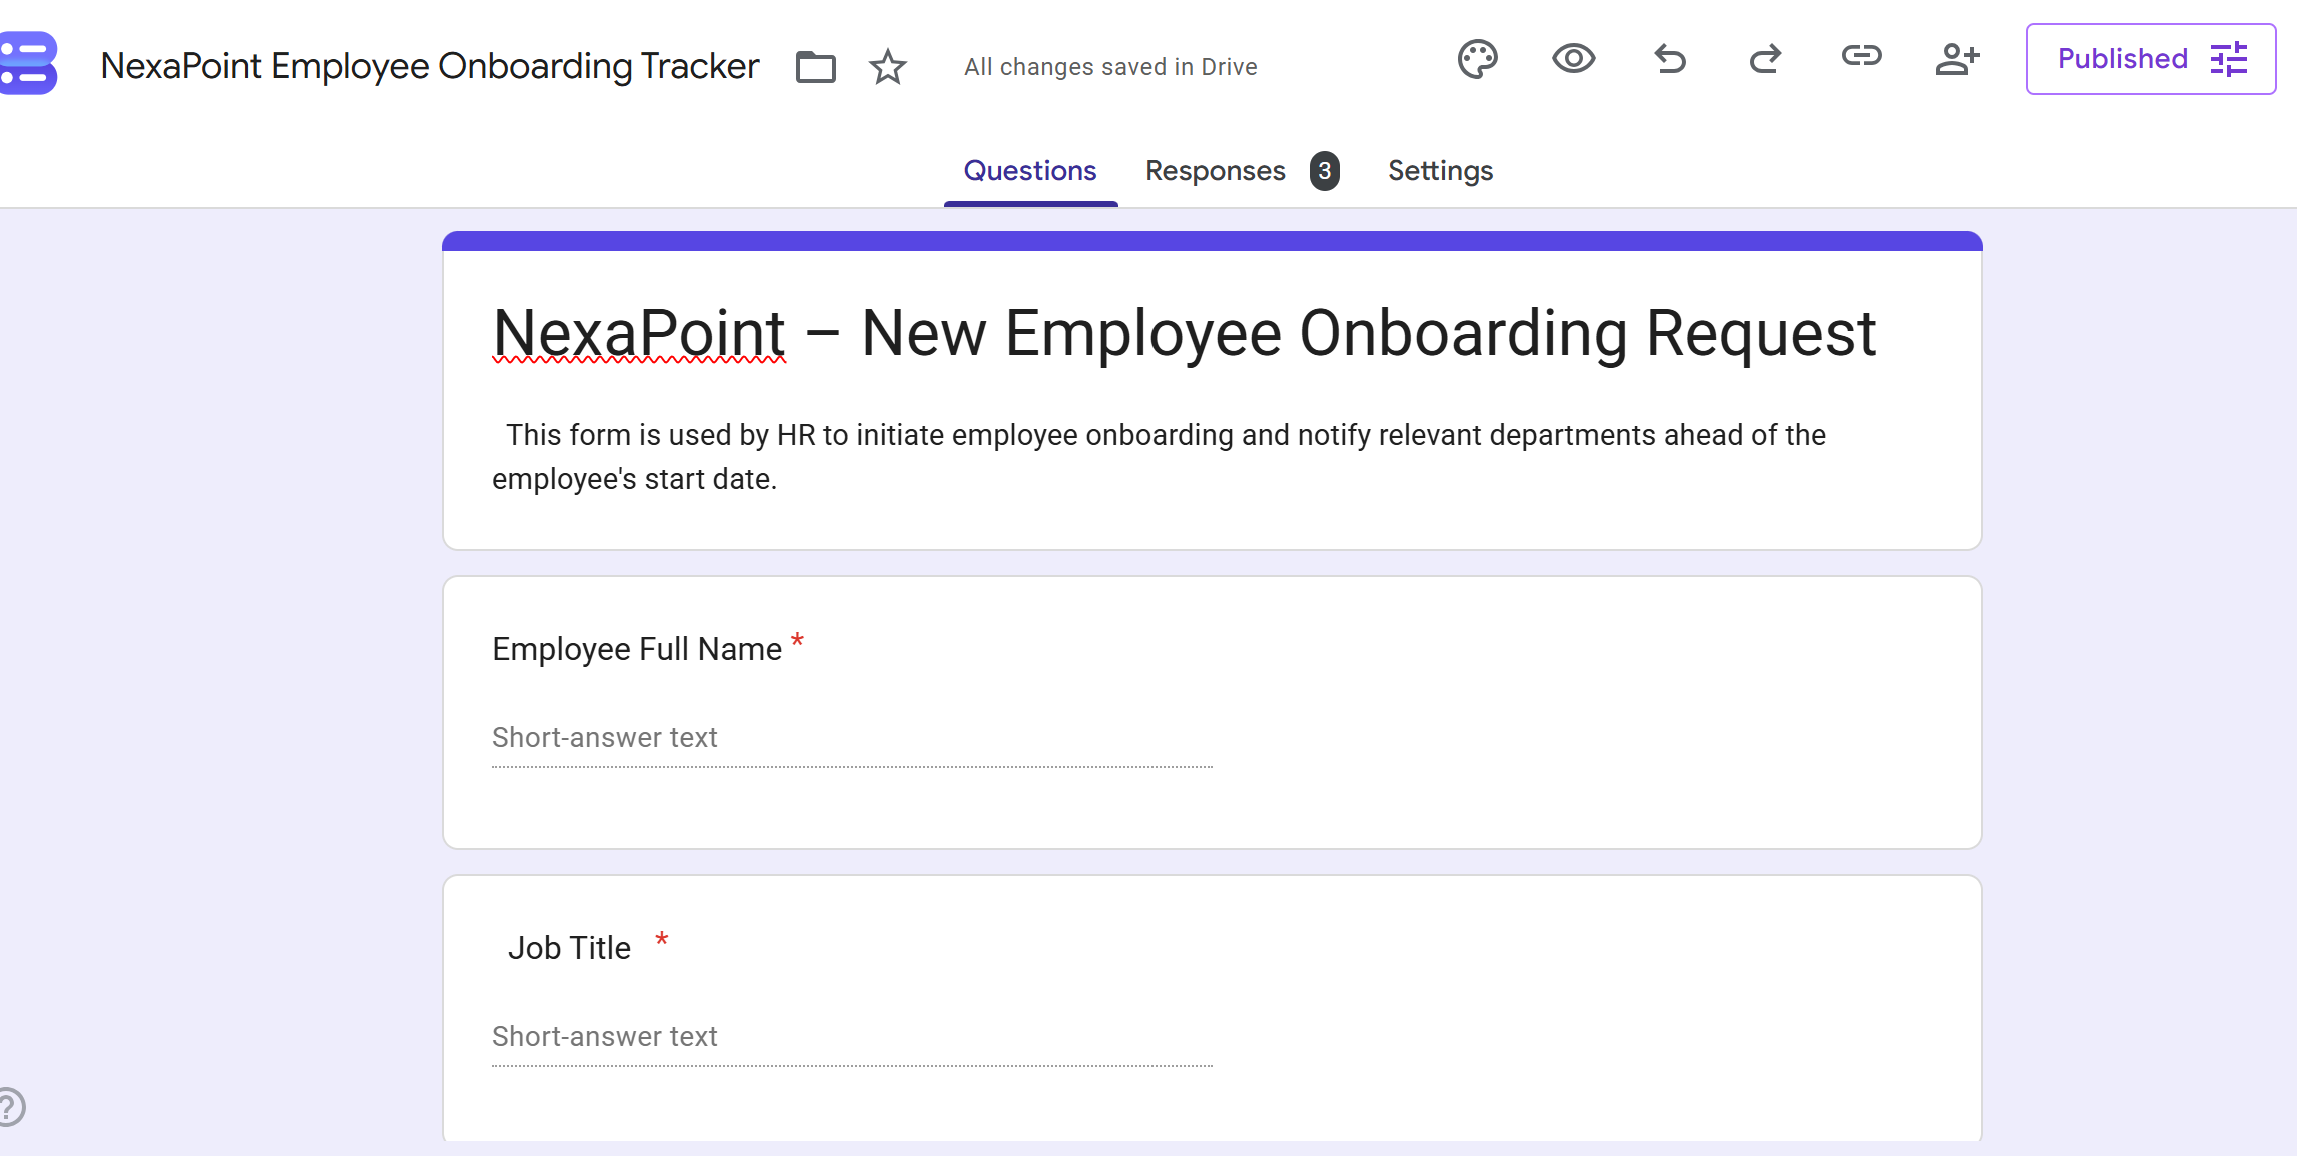 NexaPoint Employee Onboarding Tracker
All changes saved in Drive
Published
Questions
Responses 3
Settings
NexaPoint – New Employee Onboarding Request
This form is used by HR to initiate employee onboarding and notify relevant departments ahead of the
employee's start date.
Employee Full Name *
Short-answer text
Job Title *
Short-answer text